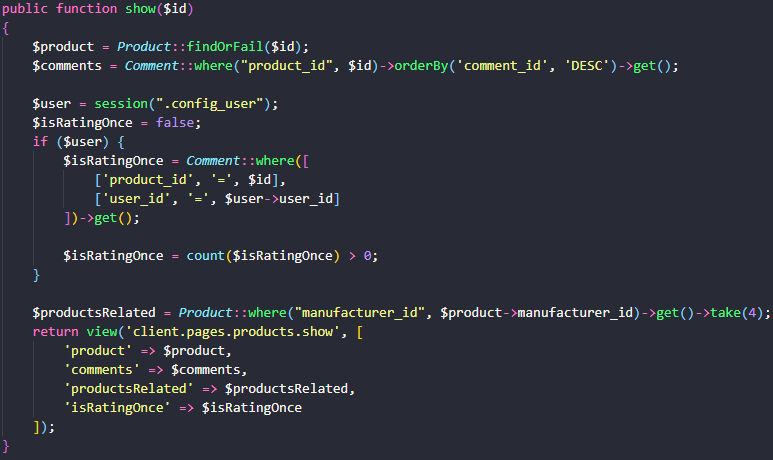 public function show($id)
{
    $product = Product::findOrFail($id);
    $comments = Comment::where("product_id", $id)->orderBy('comment_id', 'DESC')->get();

    $user = session(".config_user");
    $isRatingOnce = false;
    if ($user) {
        $isRatingOnce = Comment::where([
            ['product_id', '=', $id],
            ['user_id', '=', $user->user_id]
        ])->get();

        $isRatingOnce = count($isRatingOnce) > 0;
    }

    $productsRelated = Product::where("manufacturer_id", $product->manufacturer_id)->get()->take(4);
    return view('client.pages.products.show', [
        'product' => $product,
        'comments' => $comments,
        'productsRelated' => $productsRelated,
        'isRatingOnce' => $isRatingOnce
    ]);
}